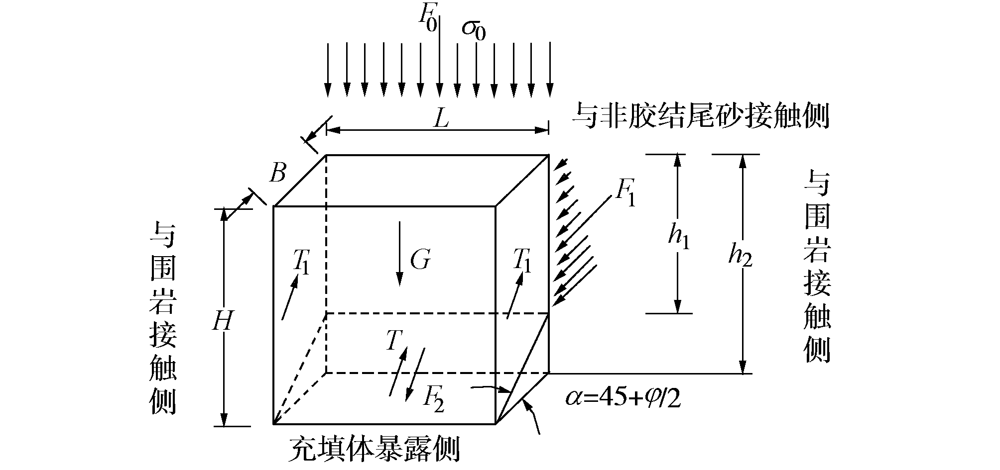 F₀
σ₀
L
与非胶结尾砂接触侧
B
F₁
h₁
h₂
与围岩接触侧
与围岩接触侧
T₁
G
T₁
H
T
F₂
α=45+φ/2
充填体暴露侧